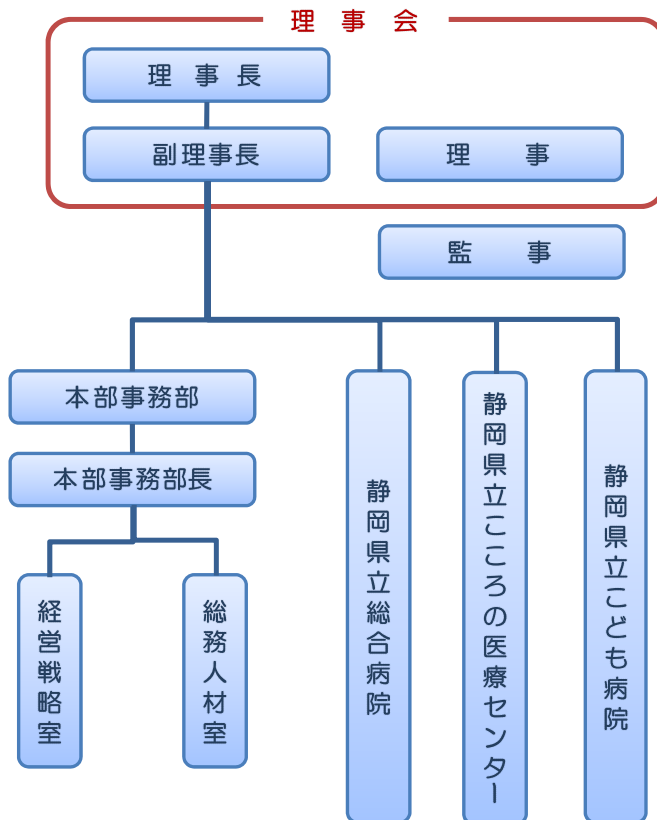 理事会
理事長
副理事長
理事
監事
本部事務部
本部事務部長
経営戦略室
総務人材室
静岡県立総合病院
静岡県立こころの医療センター
静岡県立こども病院